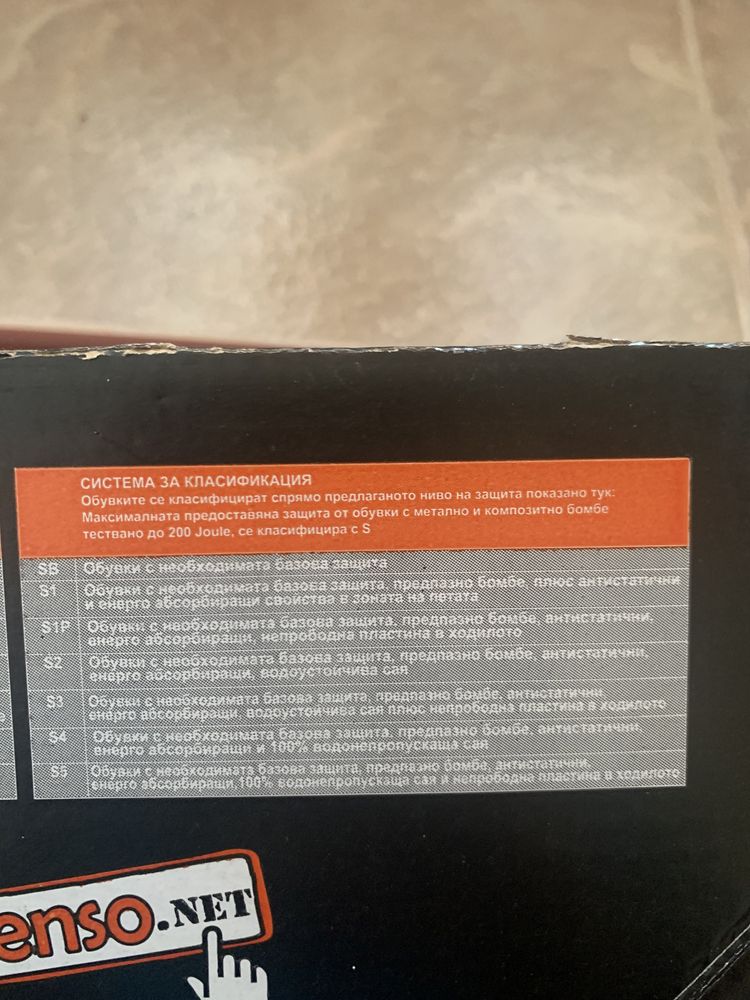 СИСТЕМА ЗА КЛАСИФИКАЦИЯ
Обувките се класифицират спрямо предлаганото ниво на защита показано тук:
Максималната предоставяна защита от обувки с метално и композитно бомбе
тествано до 200 Joule, се класифицира с S
SB Обувки с необходимата базова защита
S1 Обувки с необходимата базова защита, предпазно бомбе, плюс антистатични
и енерго абсорбиращи свойства в зоната на петата
S1P Обувки с необходимата базова защита, предпазно бомбе, антистатични,
енерго абсорбиращи, непрободна пластина в ходилото
S2 Обувки с необходимата базова защита, предпазно бомбе, антистатични,
енерго абсорбиращи, водоустойчива сая
S3 Обувки с необходимата базова защита, предпазно бомбе, антистатични,
енерго абсорбиращи, водоустойчива сая плюс непрободна пластина в ходилото
S4 Обувки с необходимата базова защита, предпазно бомбе, антистатични,
енерго абсорбиращи и 100% водонепропускаща сая
S5 Обувки с необходимата базова защита, предпазно бомбе, антистатични,
енерго абсорбиращи,100% водонепропускаща сая и непрободна пластина в ходилото
enso.NET